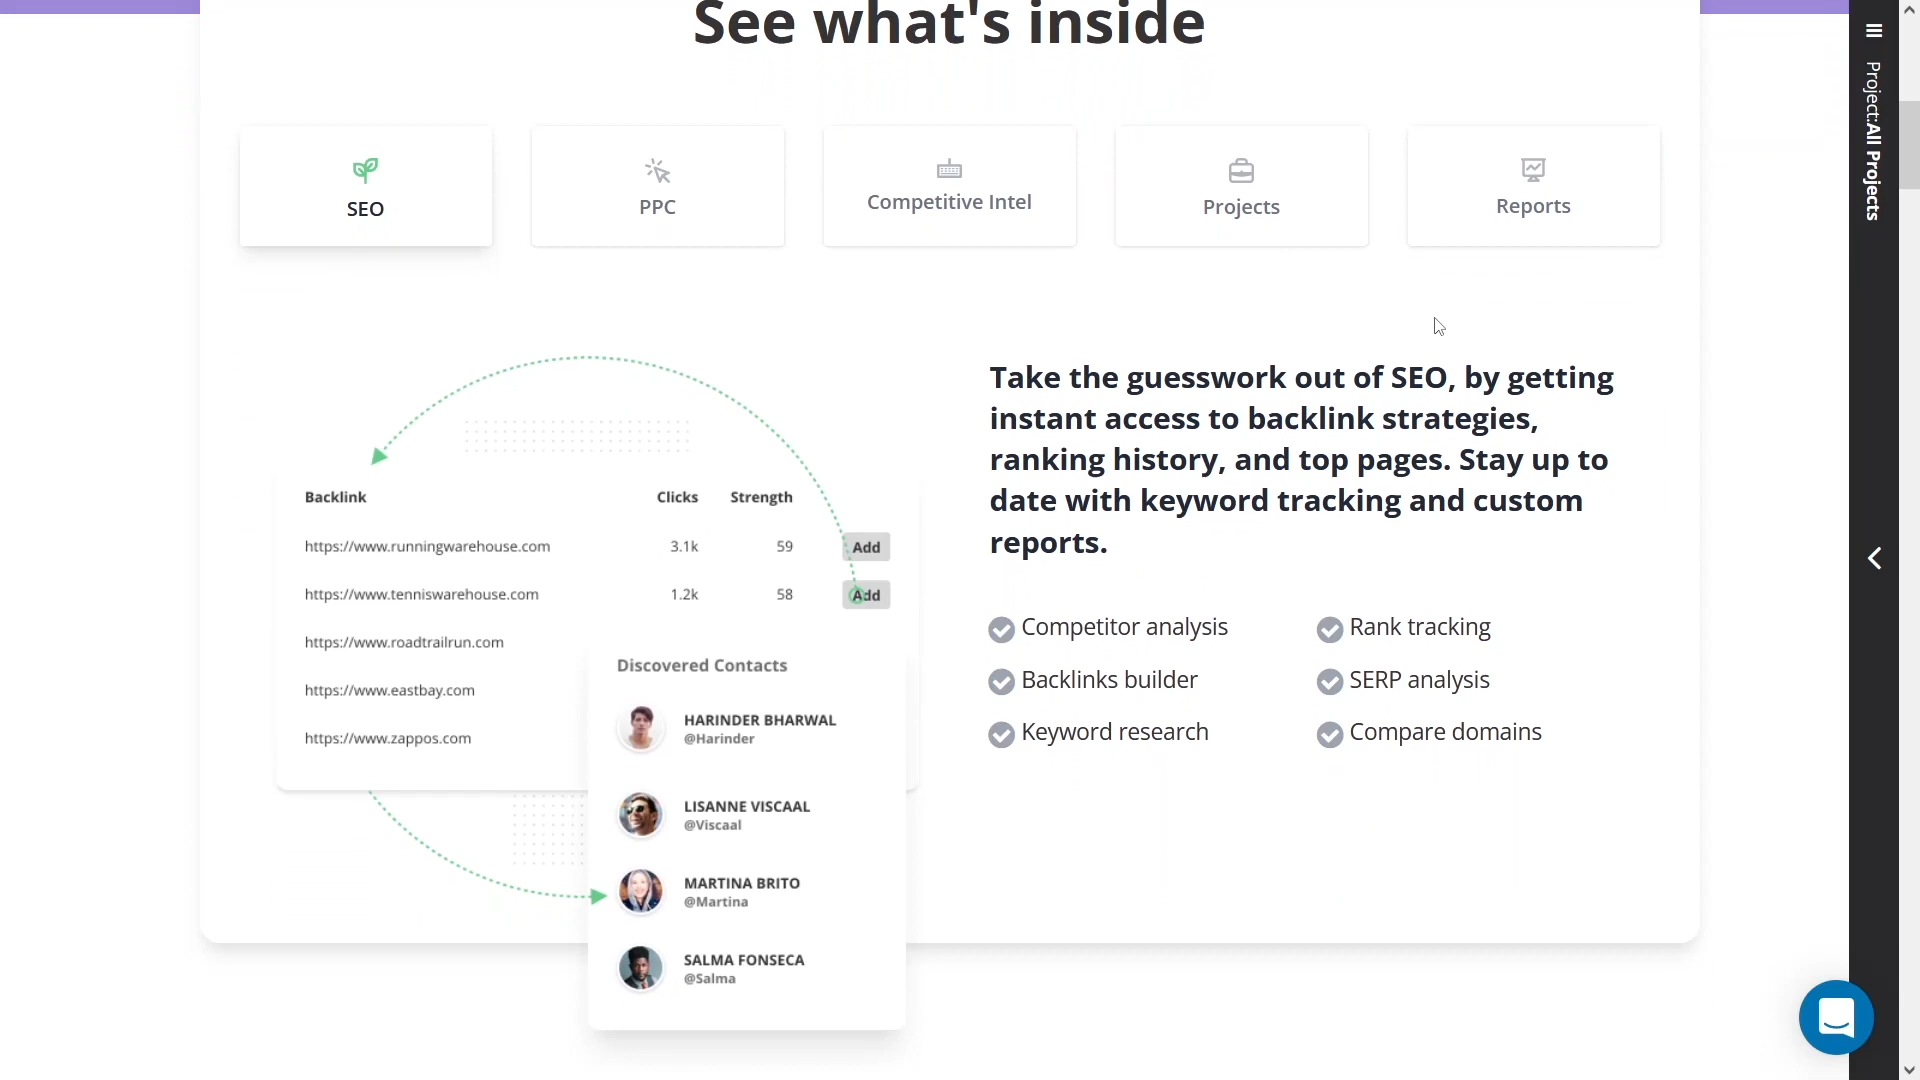 See what's inside
SEO
PPC
Competitive Intel
Projects
Reports
Project:All Projects
Backlink Clicks Strength
https://www.runningwarehouse.com 3.1k 59 Add
https://www.tenniswarehouse.com 1.2k 58 Add
https://www.roadtrailrun.com
https://www.eastbay.com
https://www.zappos.com
Discovered Contacts
HARINDER BHARWAL
@Harinder
LISANNE VISCAAL
@Viscaal
MARTINA BRITO
@Martina
SALMA FONSECA
@Salma
Take the guesswork out of SEO, by getting
instant access to backlink strategies,
ranking history, and top pages. Stay up to
date with keyword tracking and custom
reports.
Competitor analysis
Rank tracking
Backlinks builder
SERP analysis
Keyword research
Compare domains